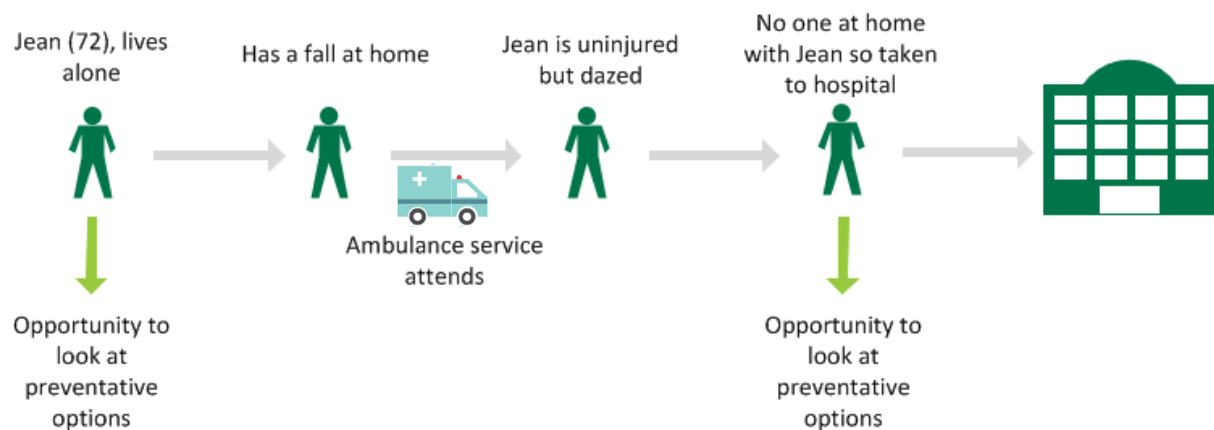 Jean (72), lives
alone
Has a fall at home
Jean is uninjured
but dazed
No one at home
with Jean so taken
to hospital
Ambulance service
attends
Opportunity to
look at
preventative
options
Opportunity to
look at
preventative
options